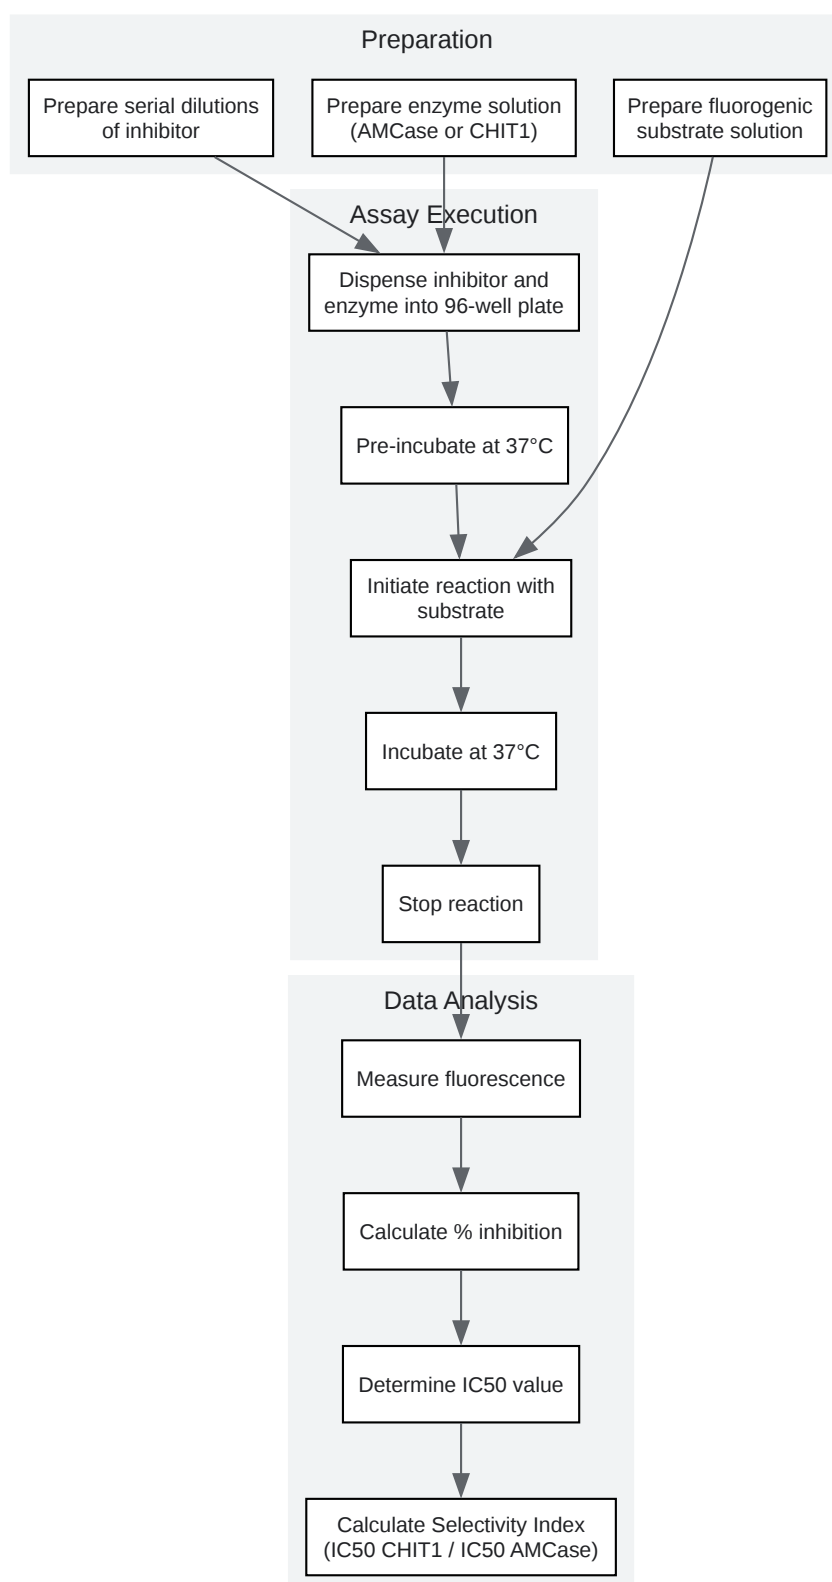 Preparation
Prepare serial dilutions
of inhibitor
Prepare enzyme solution
(AMCase or CHIT1)
Prepare fluorogenic
substrate solution
Assay Execution
Dispense inhibitor and
enzyme into 96-well plate
Pre-incubate at 37°C
Initiate reaction with
substrate
Incubate at 37°C
Stop reaction
Data Analysis
Measure fluorescence
Calculate % inhibition
Determine IC50 value
Calculate Selectivity Index
(IC50 CHIT1 / IC50 AMCase)